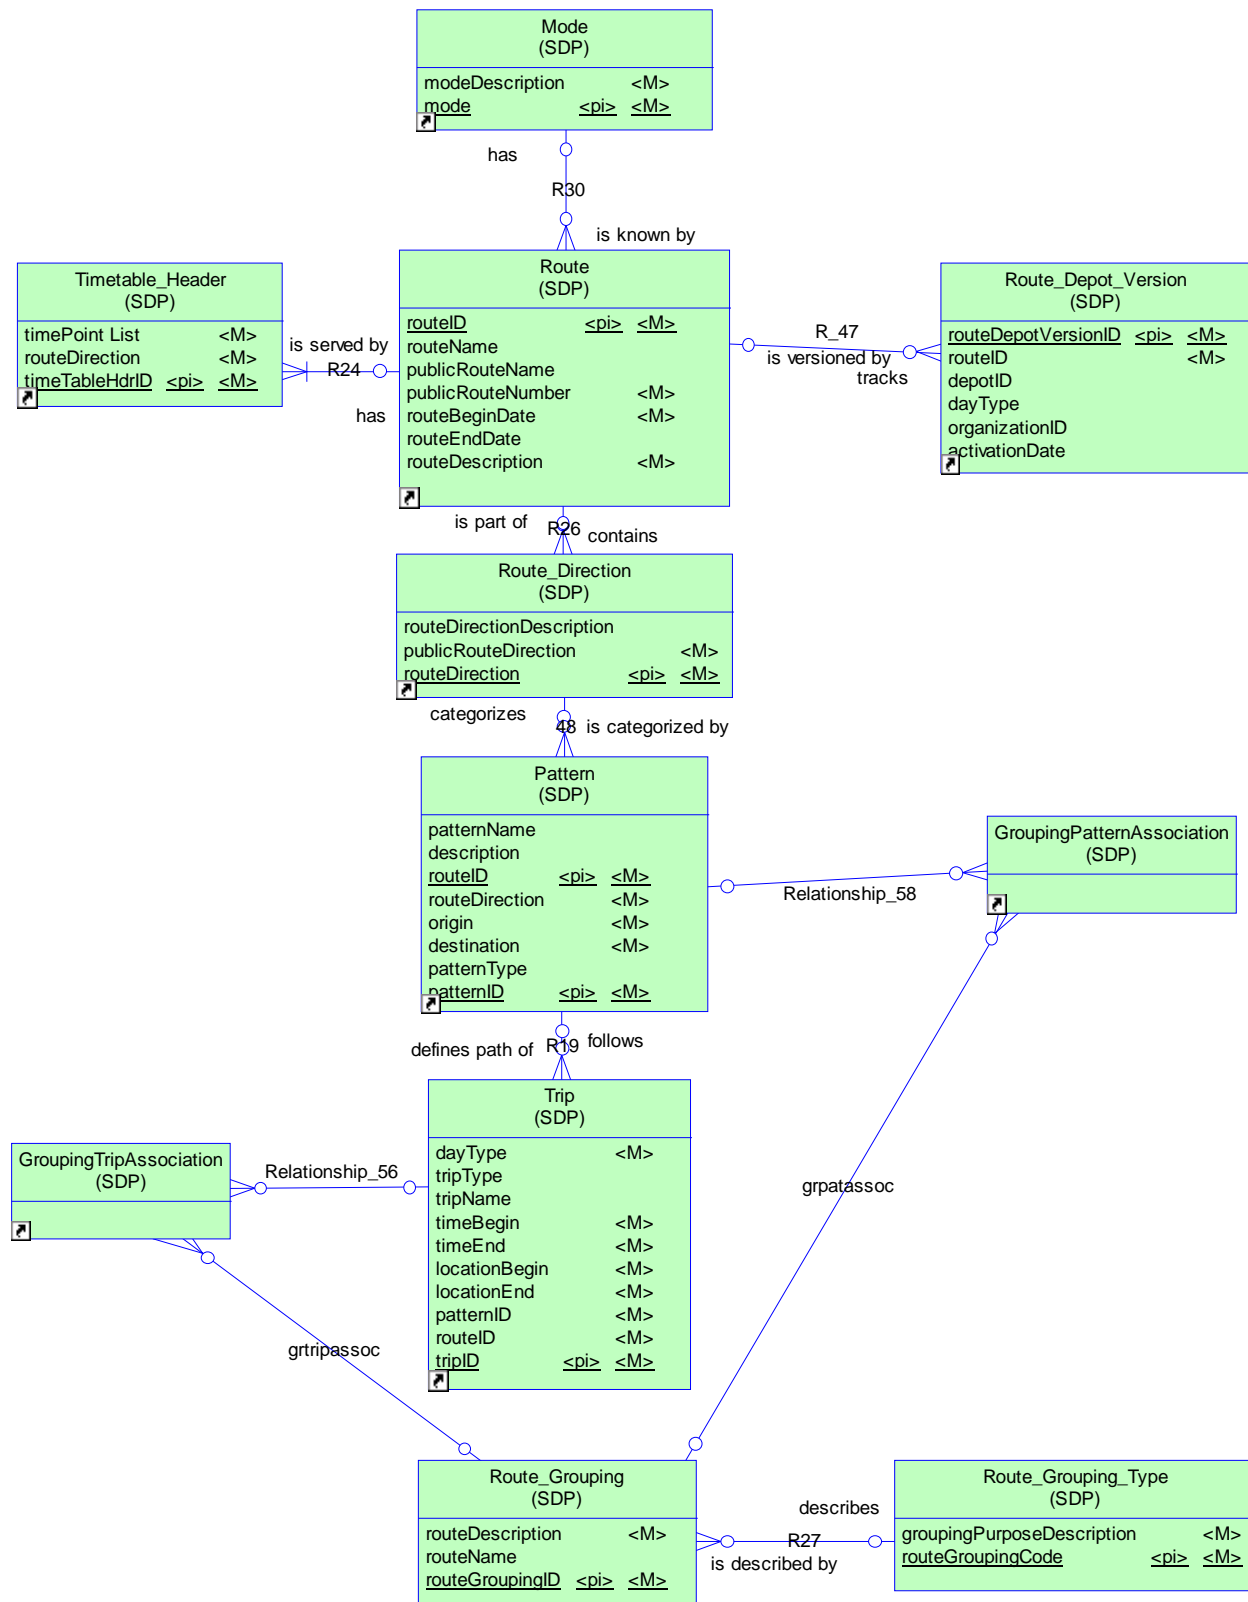 Mode
(SDP)
modeDescription <M>
mode <pi> <M>
has
R30
is known by
Timetable_Header
(SDP)
timePoint List <M>
routeDirection <M>
timeTableHdrID <pi> <M>
is served by
R24
has
Route
(SDP)
routeID <pi> <M>
routeName
publicRouteName
publicRouteNumber <M>
routeBeginDate <M>
routeEndDate
routeDescription <M>
R_47
is versioned by
tracks
Route_Depot_Version
(SDP)
routeDepotVersionID <pi> <M>
routeID <M>
depotID
dayType
organizationID
activationDate
is part of
R26
contains
Route_Direction
(SDP)
routeDirectionDescription
publicRouteDirection <M>
routeDirection <pi> <M>
categorizes
48
is categorized by
Pattern
(SDP)
patternName
description
routeID <pi> <M>
routeDirection <M>
origin <M>
destination <M>
patternType
patternID <pi> <M>
Relationship_58
GroupingPatternAssociation
(SDP)
defines path of
R19
follows
Trip
(SDP)
dayType <M>
tripType
tripName
timeBegin <M>
timeEnd <M>
locationBegin <M>
locationEnd <M>
patternID <M>
routeID <M>
tripID <pi> <M>
GroupingTripAssociation
(SDP)
Relationship_56
grpatassoc
grtripassoc
Route_Grouping
(SDP)
routeDescription <M>
routeName
routeGroupingID <pi> <M>
describes
R27
is described by
Route_Grouping_Type
(SDP)
groupingPurposeDescription <M>
routeGroupingCode <pi> <M>